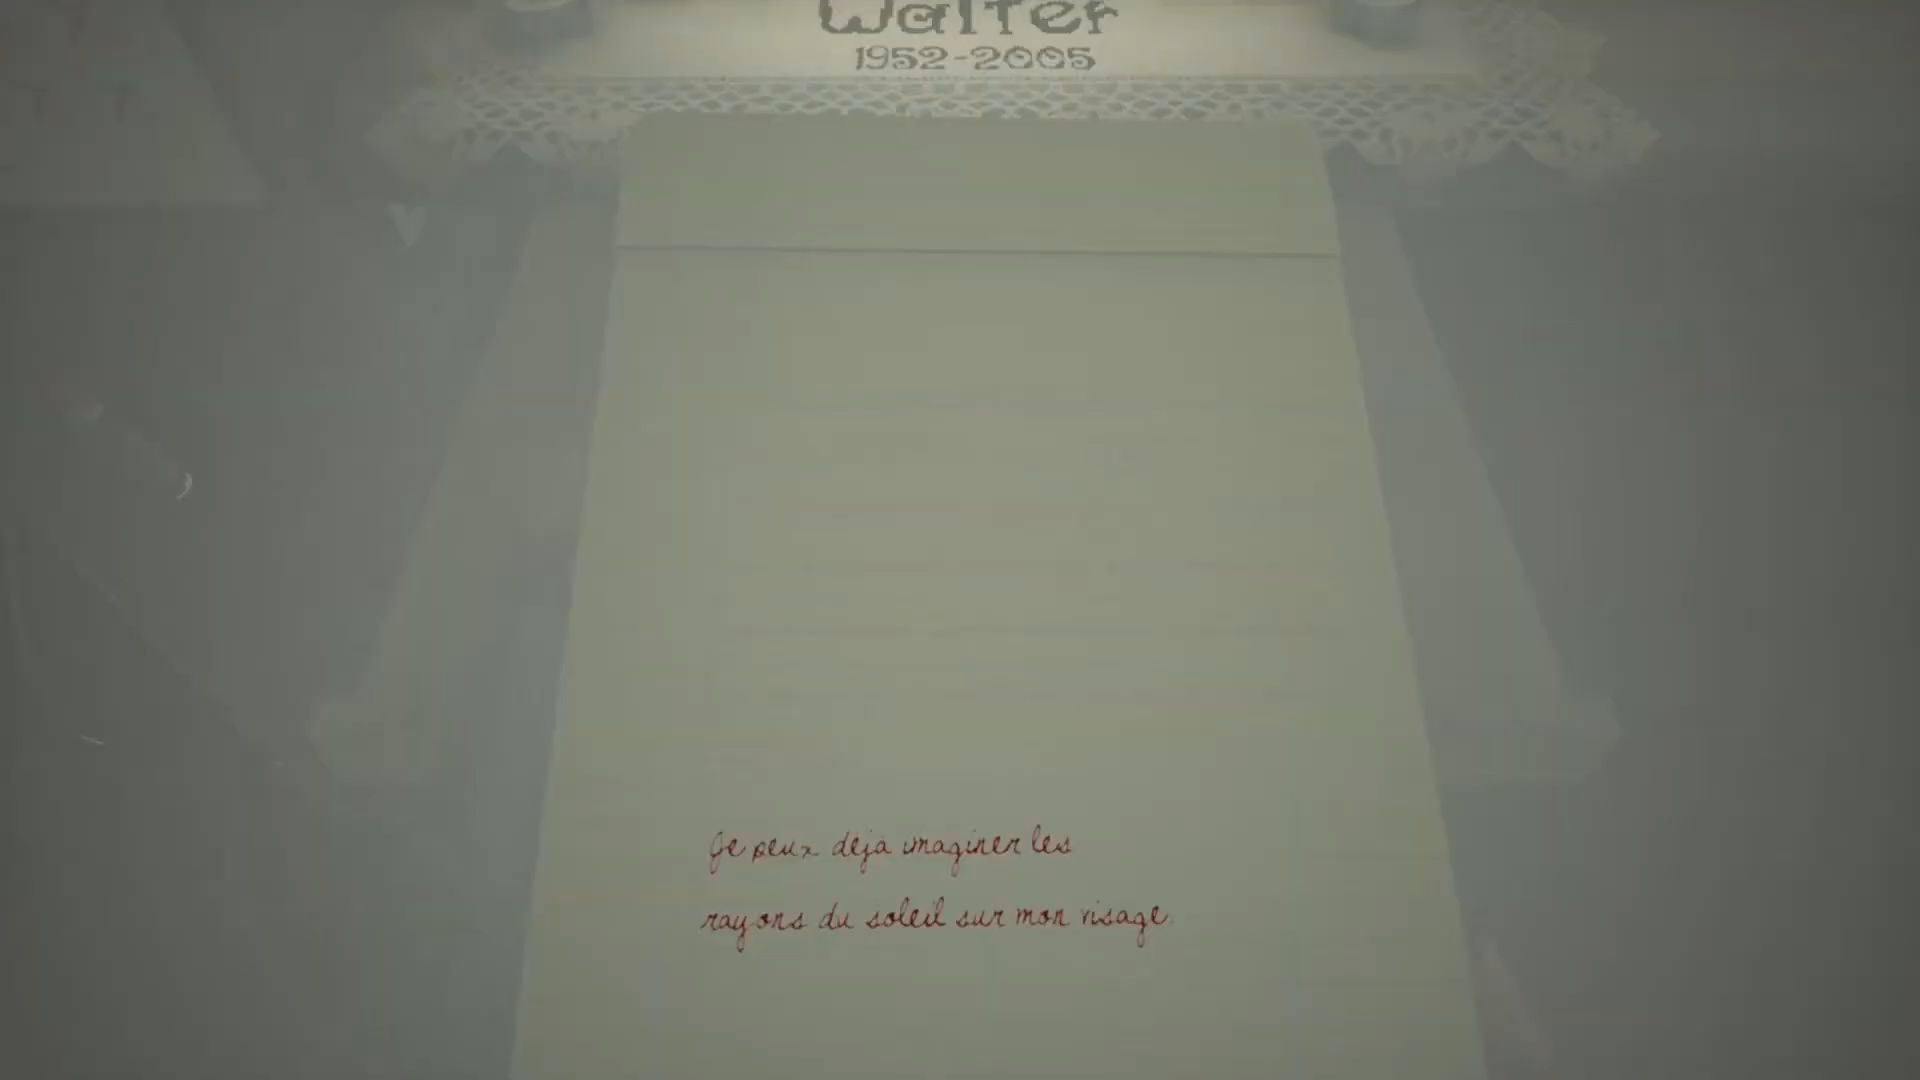 Walter
1952-2005
Je peux déjà imaginer les
rayons du soleil sur mon visage.